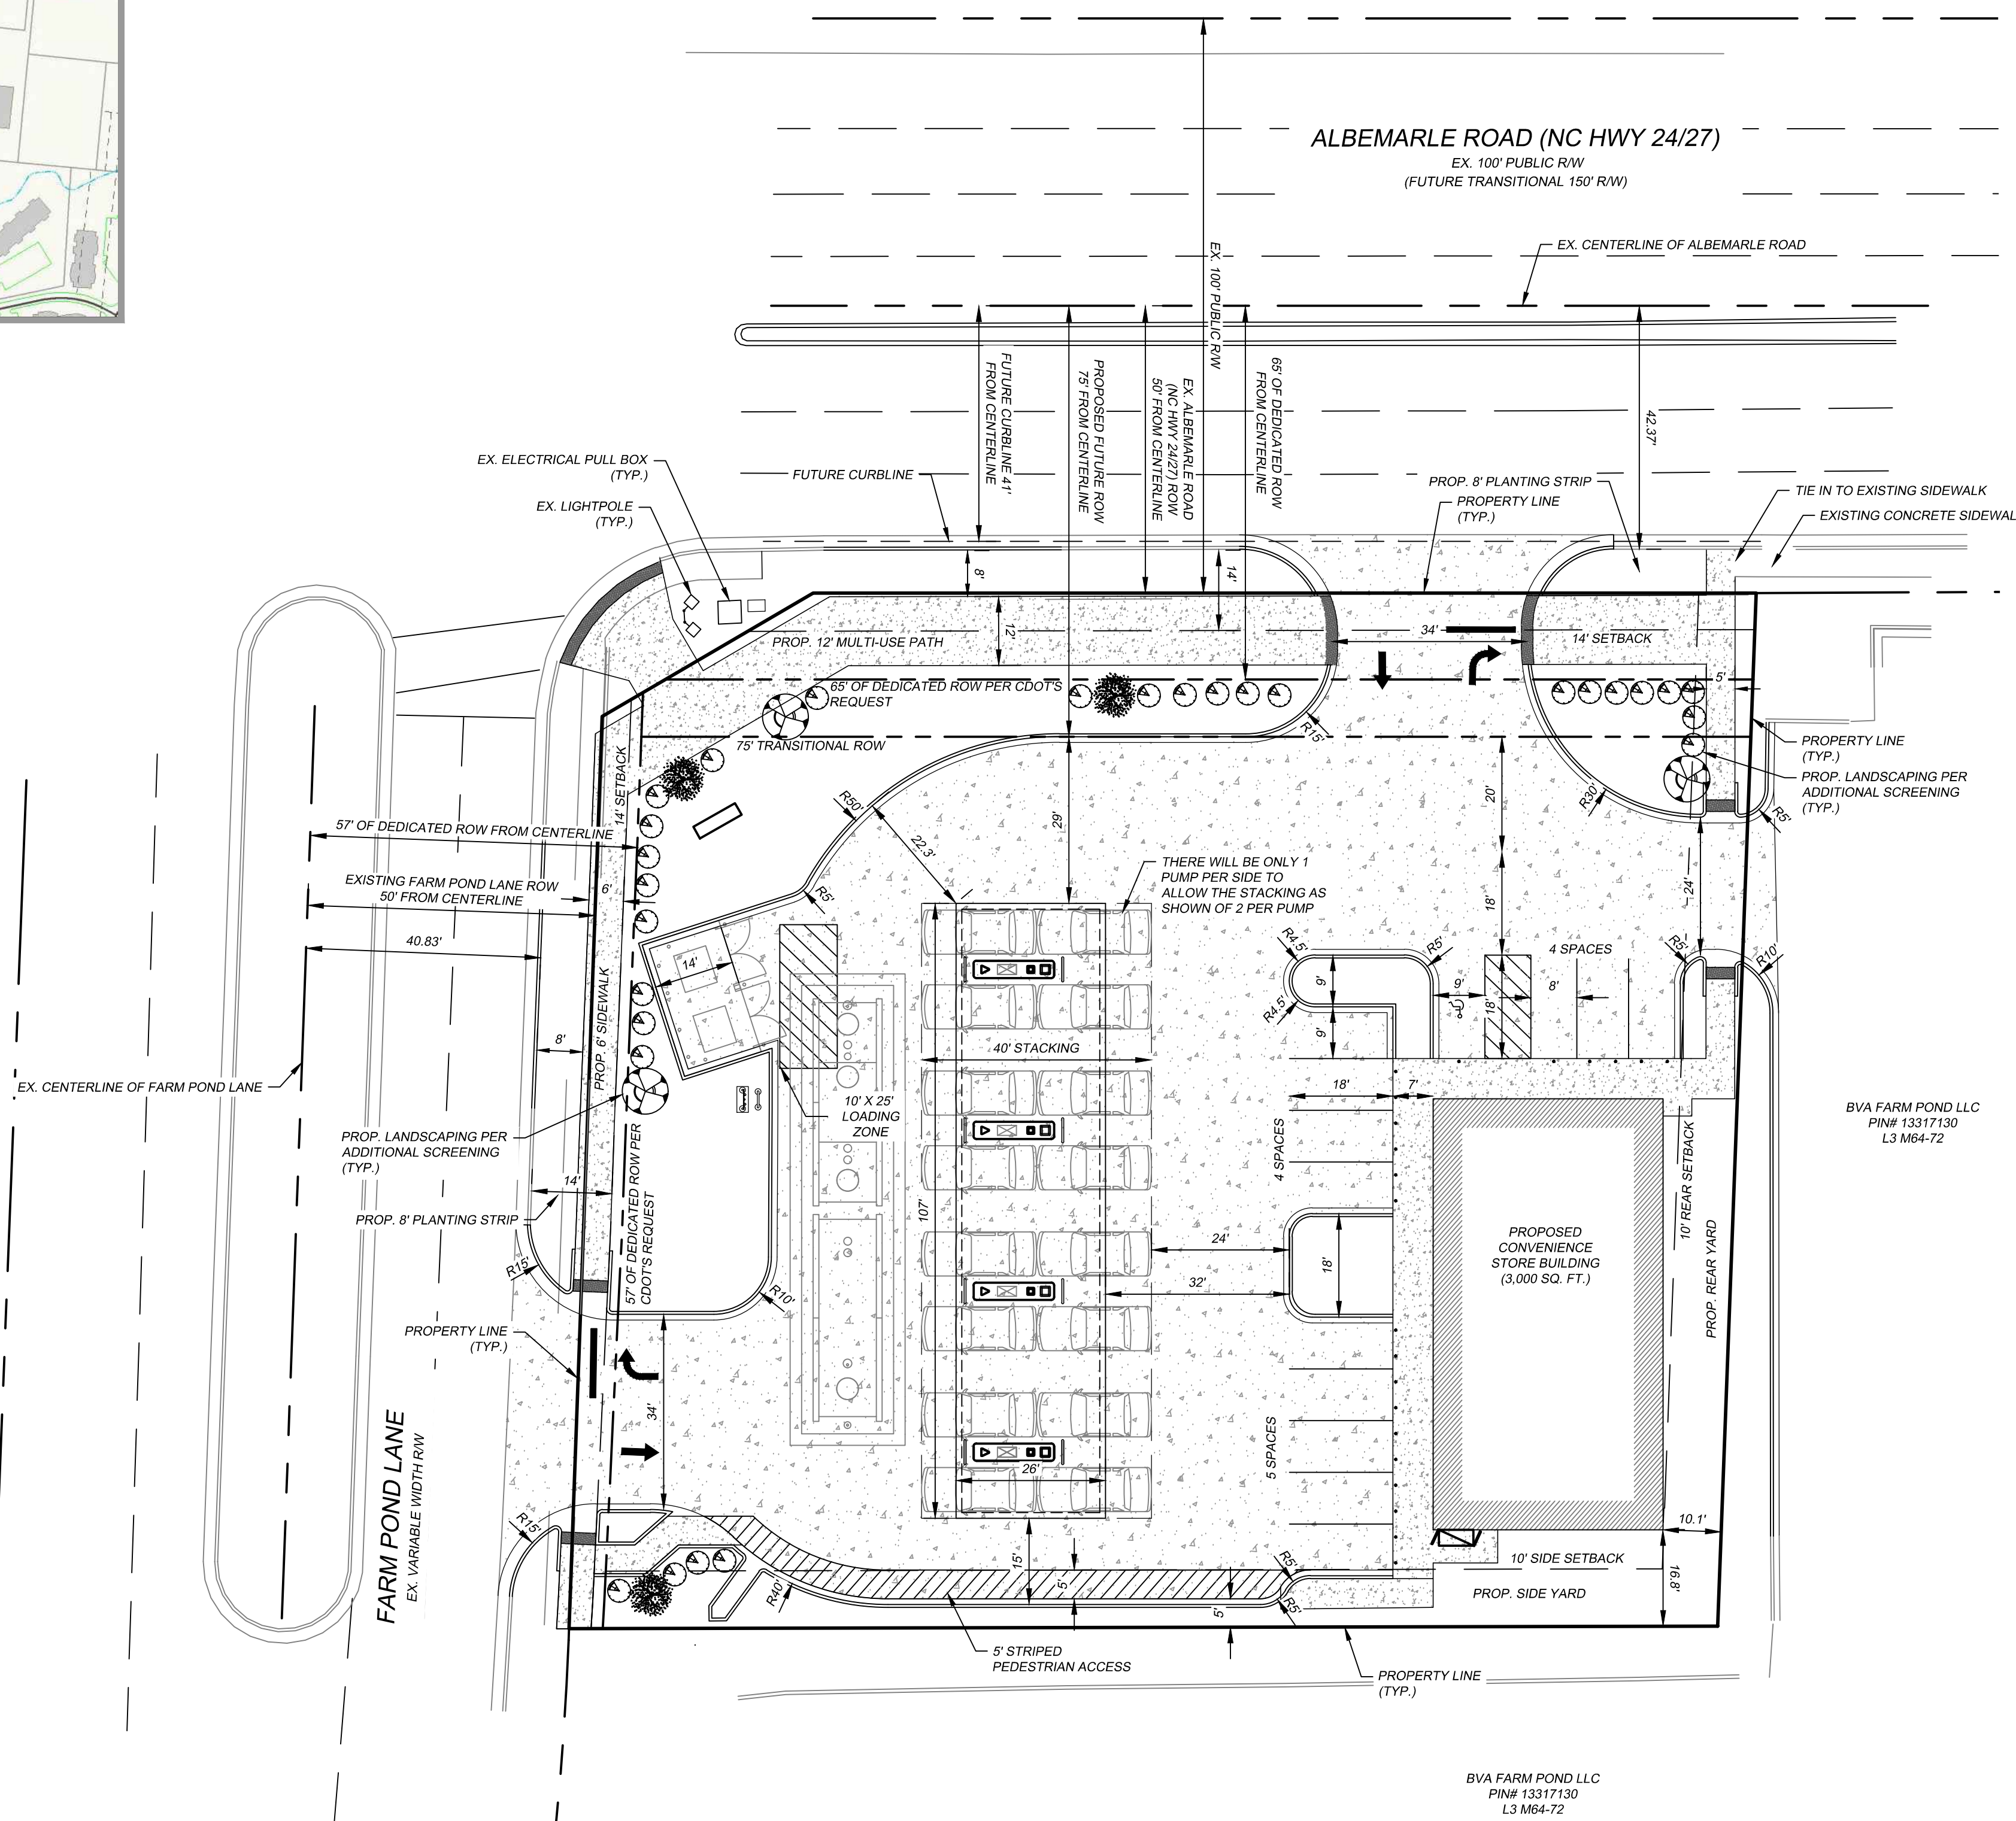 ALBEMARLE ROAD (NC HWY 24/27)
EX. 100' PUBLIC R/W
(FUTURE TRANSITIONAL 150' R/W)
EX. CENTERLINE OF ALBEMARLE ROAD
EX. 100' PUBLIC R/W
FUTURE CURBLINE 41'
FROM CENTERLINE
PROPOSED FUTURE ROW
75' FROM CENTERLINE
EX. ALBEMARLE ROAD
(NC HWY 24/27) ROW
50' FROM CENTERLINE
65' OF DEDICATED ROW
FROM CENTERLINE
42.37'
EX. ELECTRICAL PULL BOX
(TYP.)
FUTURE CURBLINE
EX. LIGHTPOLE
(TYP.)
PROP. 8' PLANTING STRIP
PROPERTY LINE
(TYP.)
TIE IN TO EXISTING SIDEWALK
EXISTING CONCRETE SIDEWAL
8'
14'
12'
PROP. 12' MULTI-USE PATH
34'
14' SETBACK
65' OF DEDICATED ROW PER CDOT'S
REQUEST
5'
75' TRANSITIONAL ROW
R15'
PROPERTY LINE
(TYP.)
PROP. LANDSCAPING PER
ADDITIONAL SCREENING
(TYP.)
14' SETBACK
R50'
29'
20'
R30'
R5'
57' OF DEDICATED ROW FROM CENTERLINE
22.3'
THERE WILL BE ONLY 1
PUMP PER SIDE TO
ALLOW THE STACKING AS
SHOWN OF 2 PER PUMP
EXISTING FARM POND LANE ROW
50' FROM CENTERLINE
6'
R5'
18'
24'
40.83'
14'
R4.5'
R5'
4 SPACES
R5'
R10'
9'
9'
8'
18'
R4.5'
9'
8'
PROP. 6' SIDEWALK
40' STACKING
EX. CENTERLINE OF FARM POND LANE
10' X 25'
LOADING
ZONE
18'
7'
BVA FARM POND LLC
PIN# 13317130
L3 M64-72
PROP. LANDSCAPING PER
ADDITIONAL SCREENING
(TYP.)
4 SPACES
10' REAR SETBACK
14'
57' OF DEDICATED ROW PER
CDOT'S REQUEST
PROP. 8' PLANTING STRIP
107'
24'
18'
PROPOSED
CONVENIENCE
STORE BUILDING
(3,000 SQ. FT.)
PROP. REAR YARD
R15'
R10'
32'
PROPERTY LINE
(TYP.)
34'
FARM POND LANE
EX. VARIABLE WIDTH R/W
5 SPACES
26'
R15'
10.1'
15'
R5'
10' SIDE SETBACK
16.8'
R40'
5'
PROP. SIDE YARD
5'
R5'
5' STRIPED
PEDESTRIAN ACCESS
PROPERTY LINE
(TYP.)
BVA FARM POND LLC
PIN# 13317130
L3 M64-72